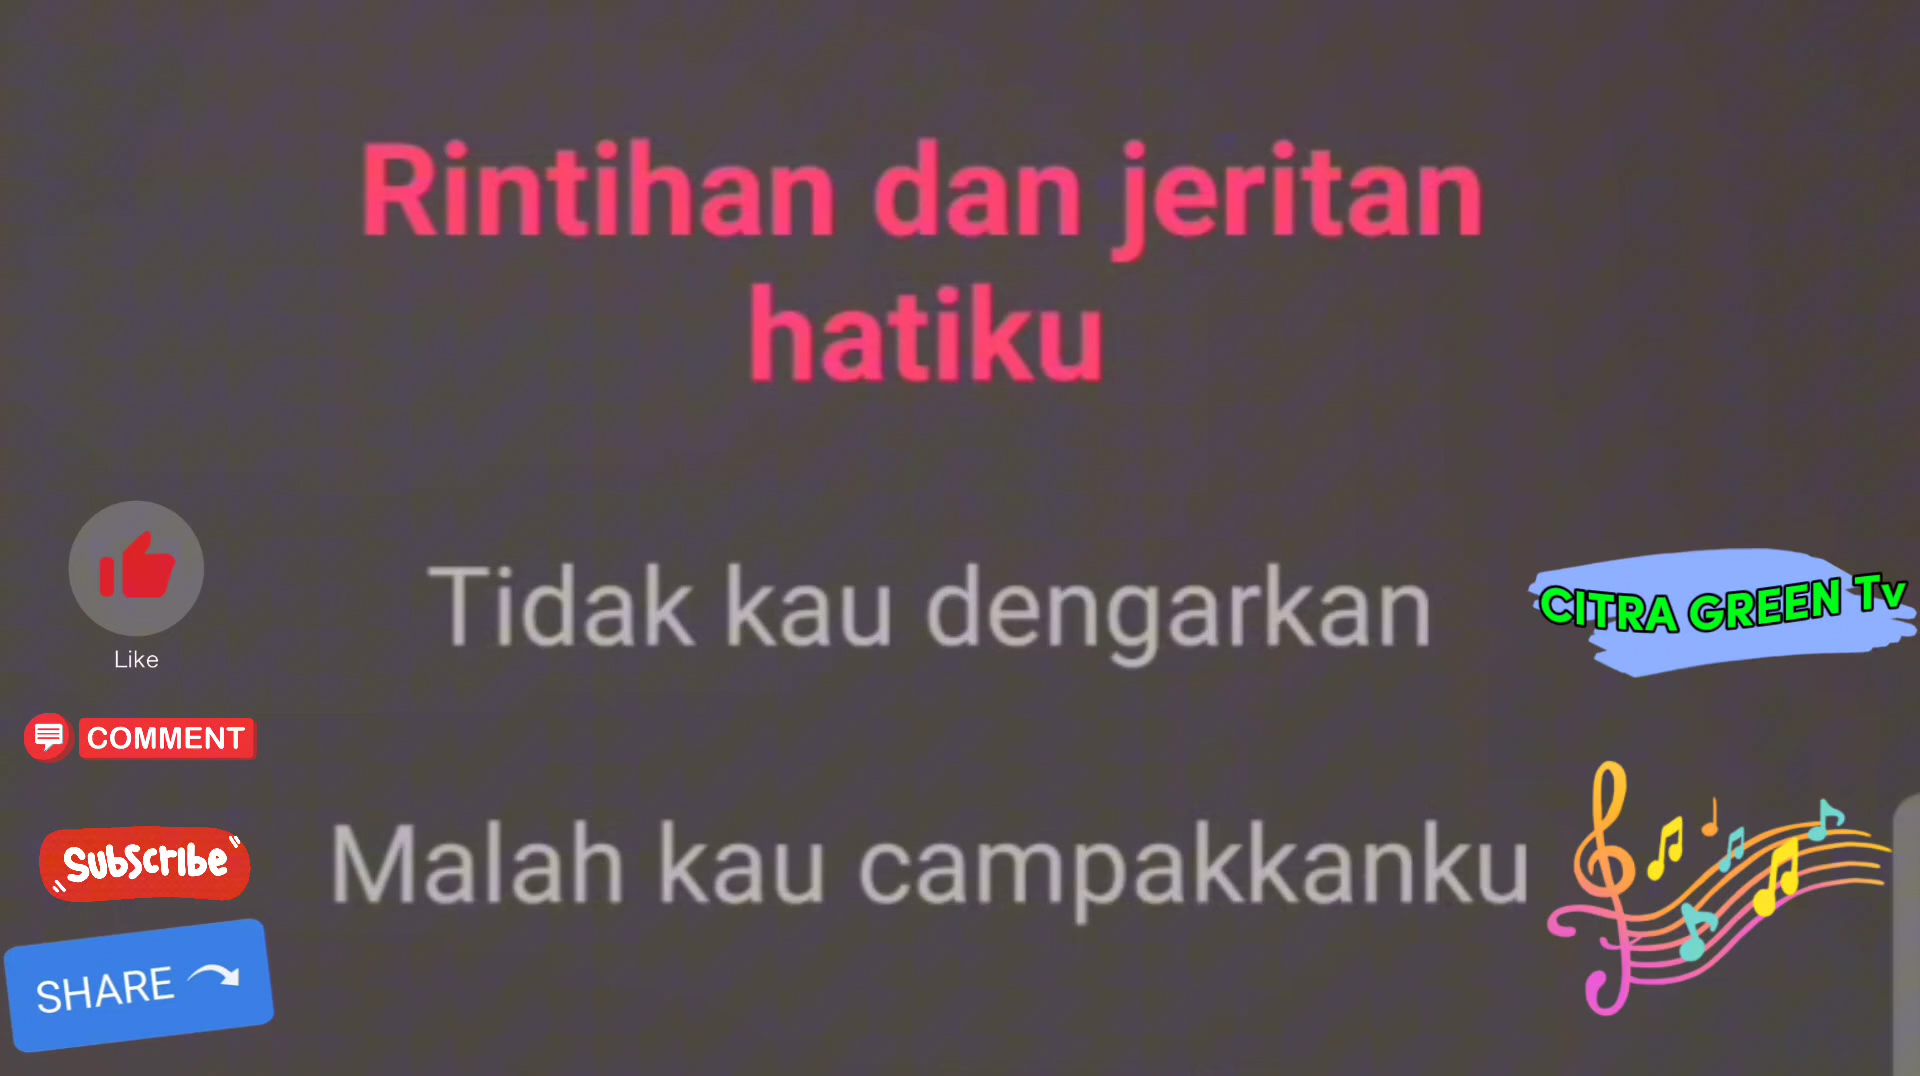 Rintihan dan jeritan
hatiku
Tidak kau dengarkan
Malah kau campakkanku
Like
COMMENT
Subscribe
SHARE
CITRA GREEN Tv